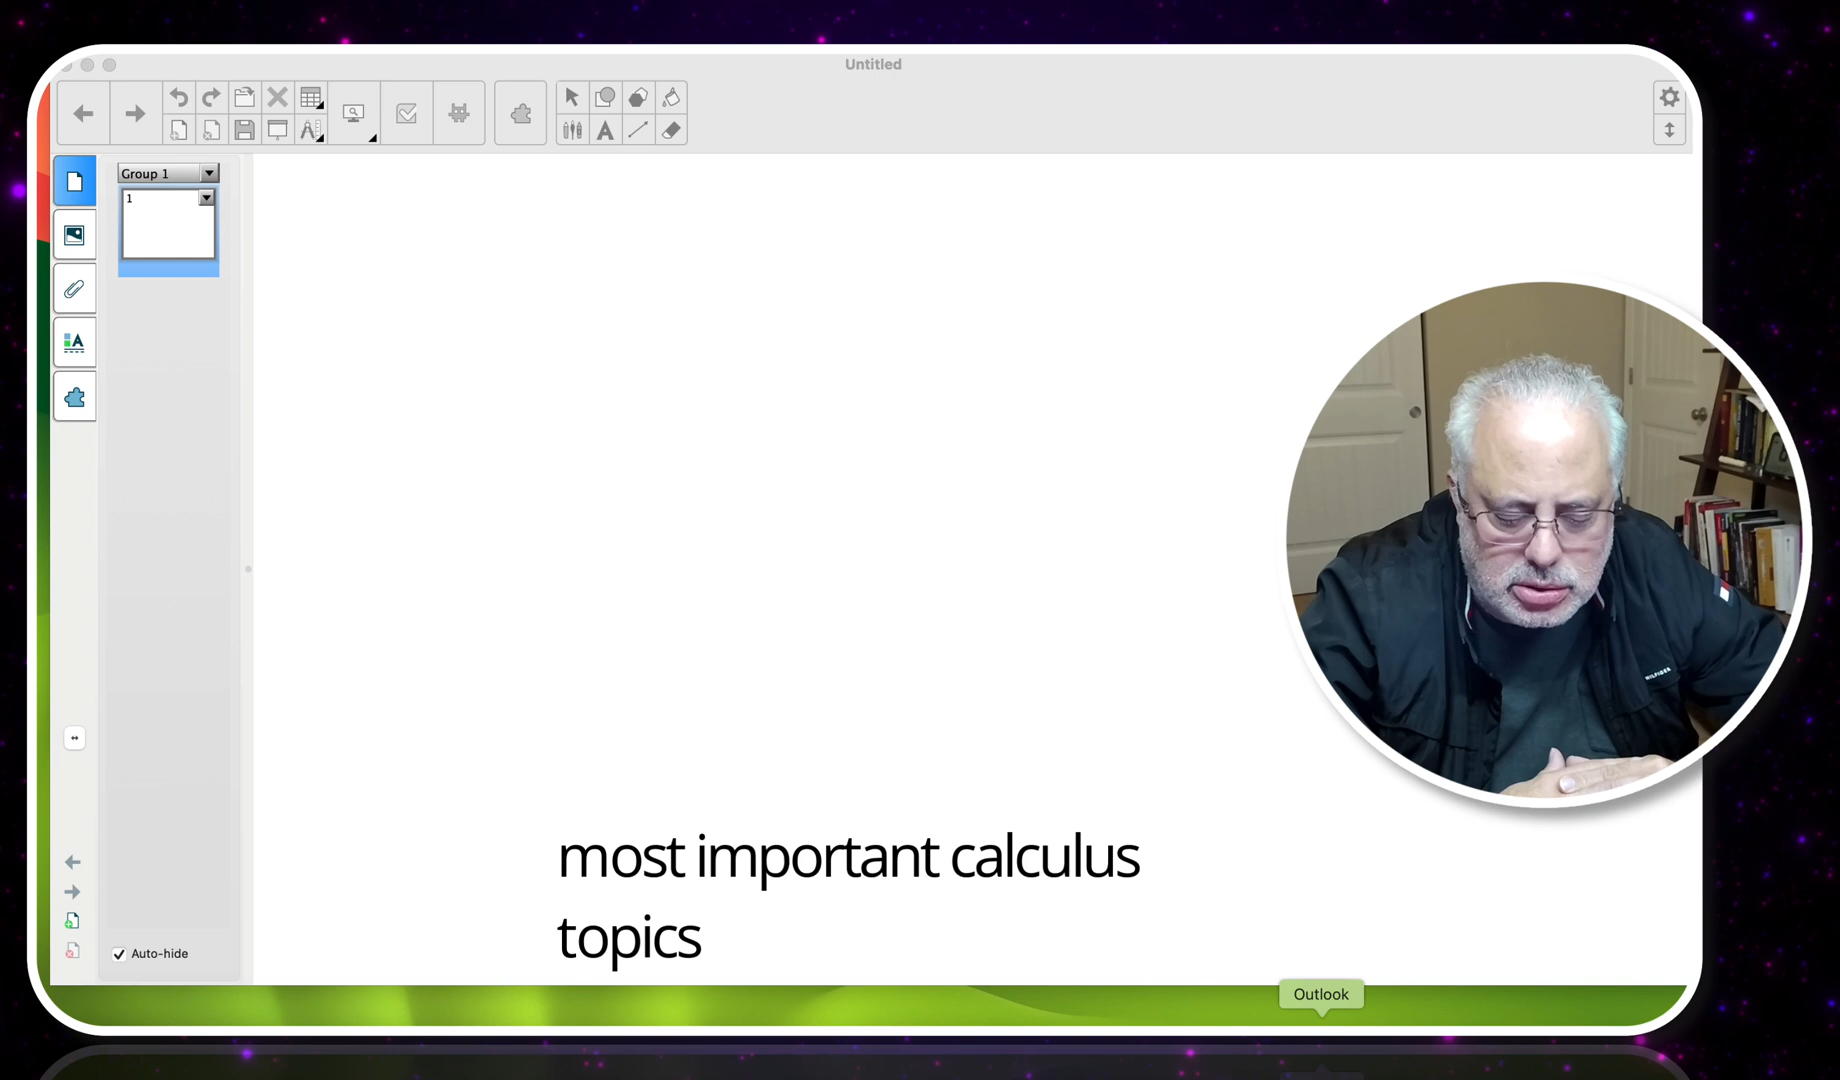 Untitled
Group 1
1
most important calculus
topics
Auto-hide
Outlook